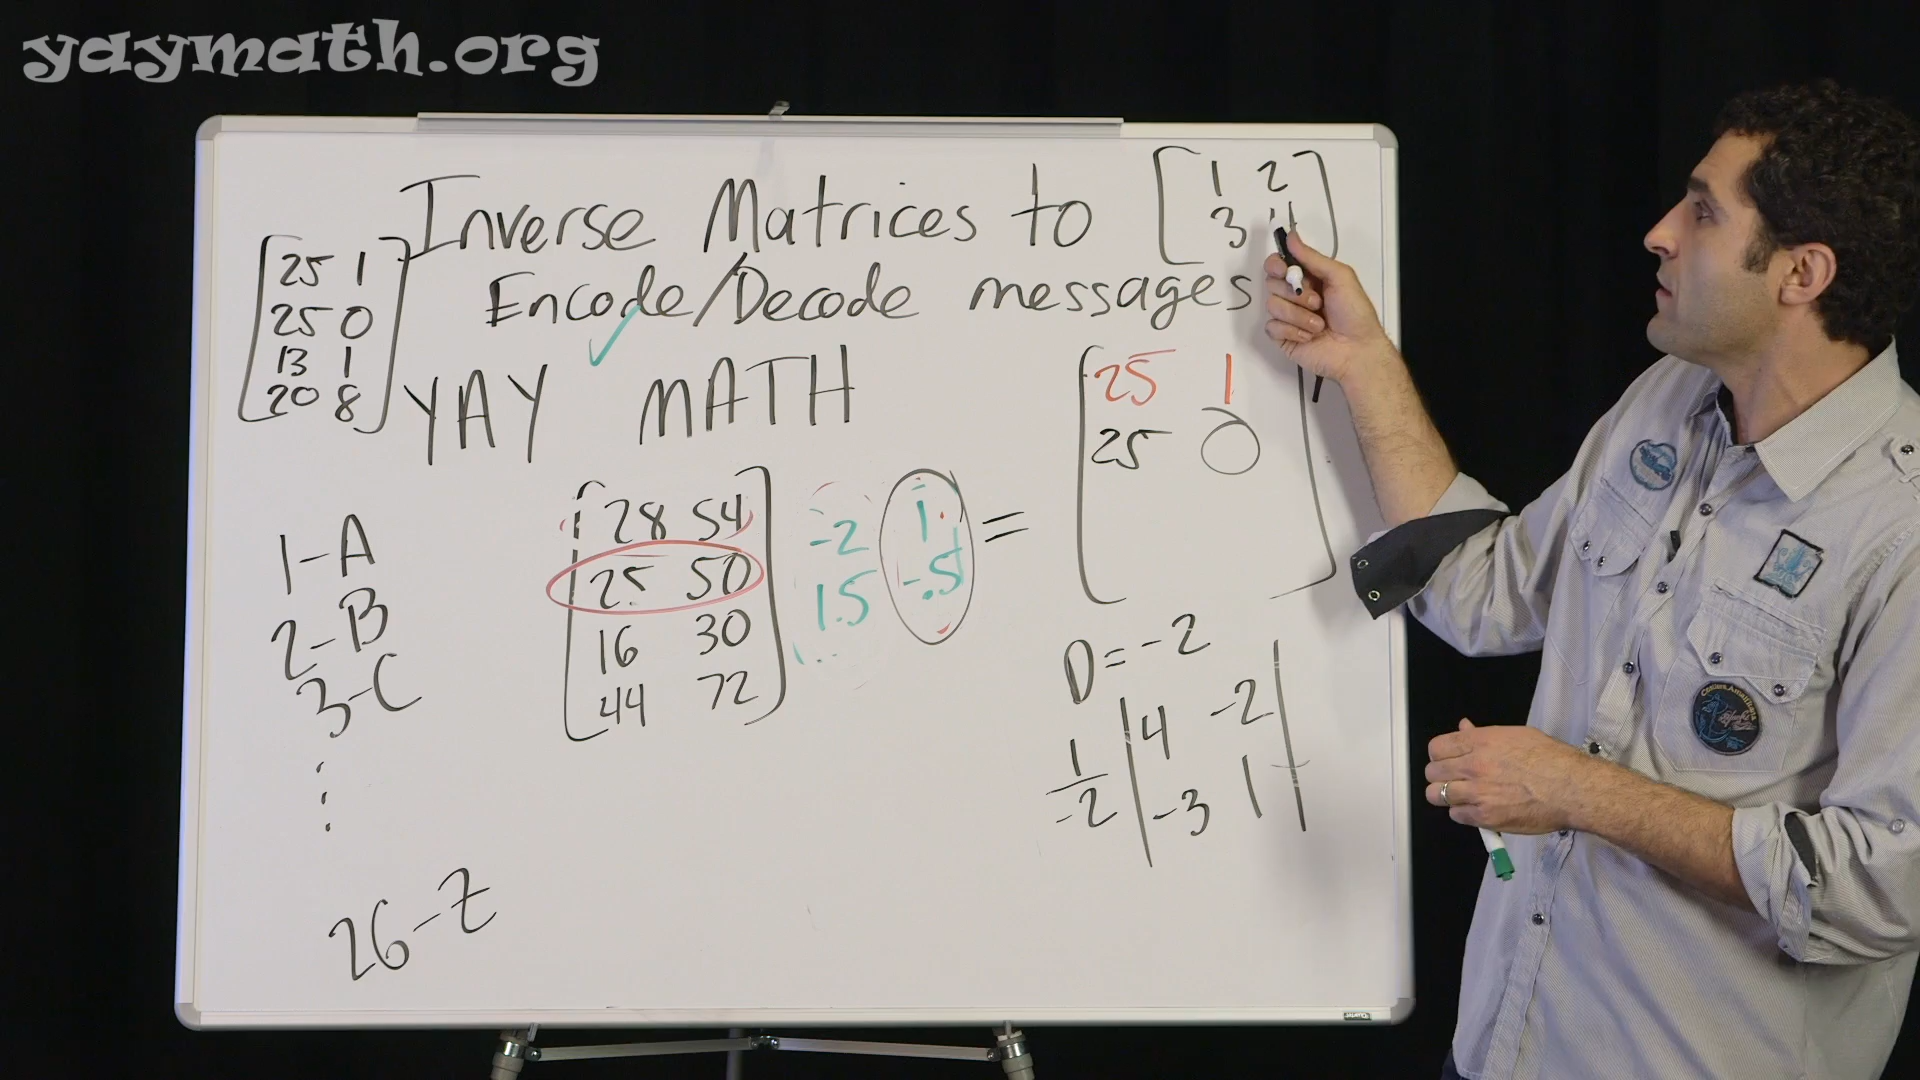 yaymath.org
Inverse Matrices to
Encode/Decode messages
1 2
3 4
25 1
25 0
13 1
20 8
YAY MATH
1-A
2-B
3-C
26-Z
28 54
25 50
16 30
44 72
-2 1
1.5 -.5
=
25 1
25 0
D = -2
1/-2
4 -2
-3 1